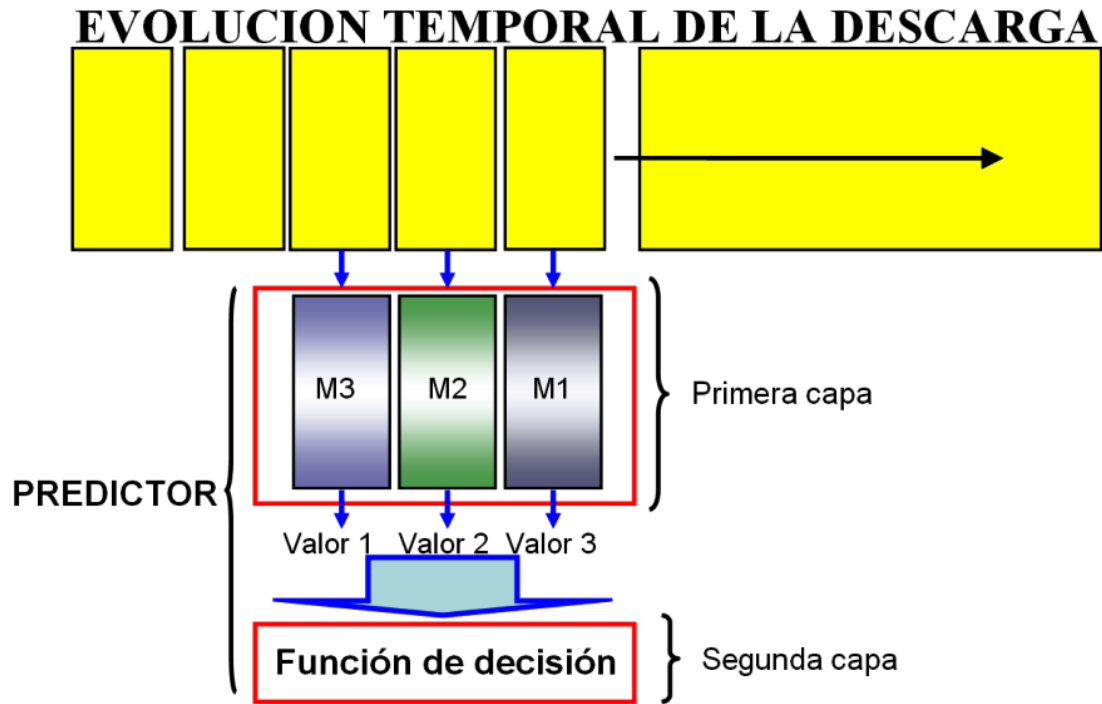 EVOLUCION TEMPORAL DE LA DESCARGA
M3 M2 M1
Primera capa
PREDICTOR
Valor 1 Valor 2 Valor 3
Función de decisión
Segunda capa